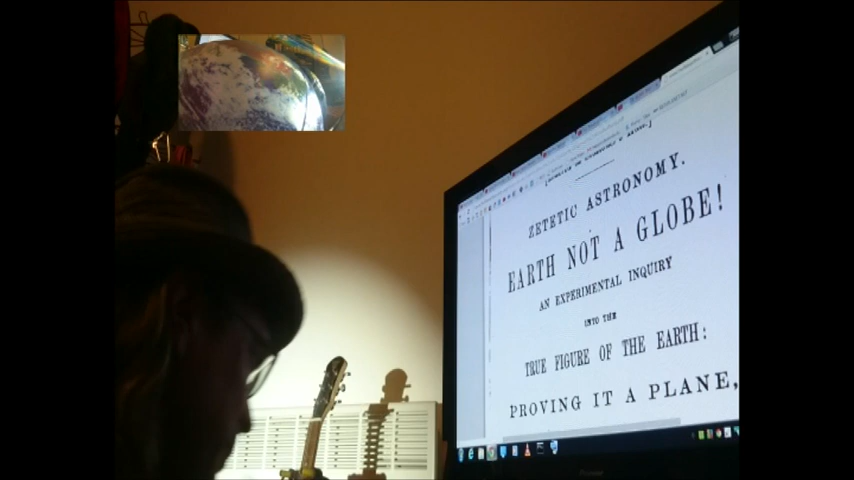 ZETETIC ASTRONOMY.
EARTH NOT A GLOBE!
AN EXPERIMENTAL INQUIRY
INTO THE
TRUE FIGURE OF THE EARTH:
PROVING IT A PLANE,